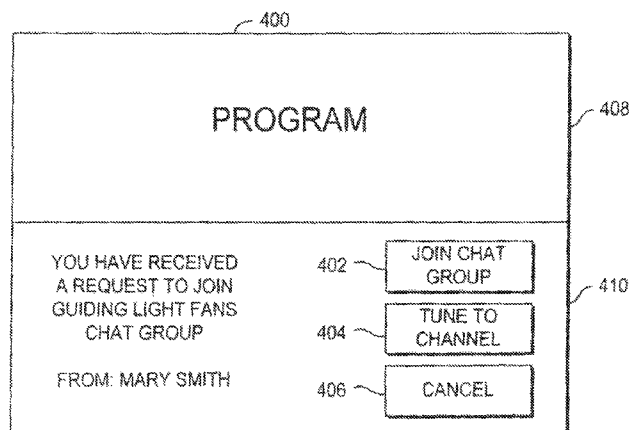 400
PROGRAM
408
YOU HAVE RECEIVED
A REQUEST TO JOIN
GUIDING LIGHT FANS
CHAT GROUP
FROM: MARY SMITH
402
JOIN CHAT
GROUP
410
404
TUNE TO
CHANNEL
406
CANCEL